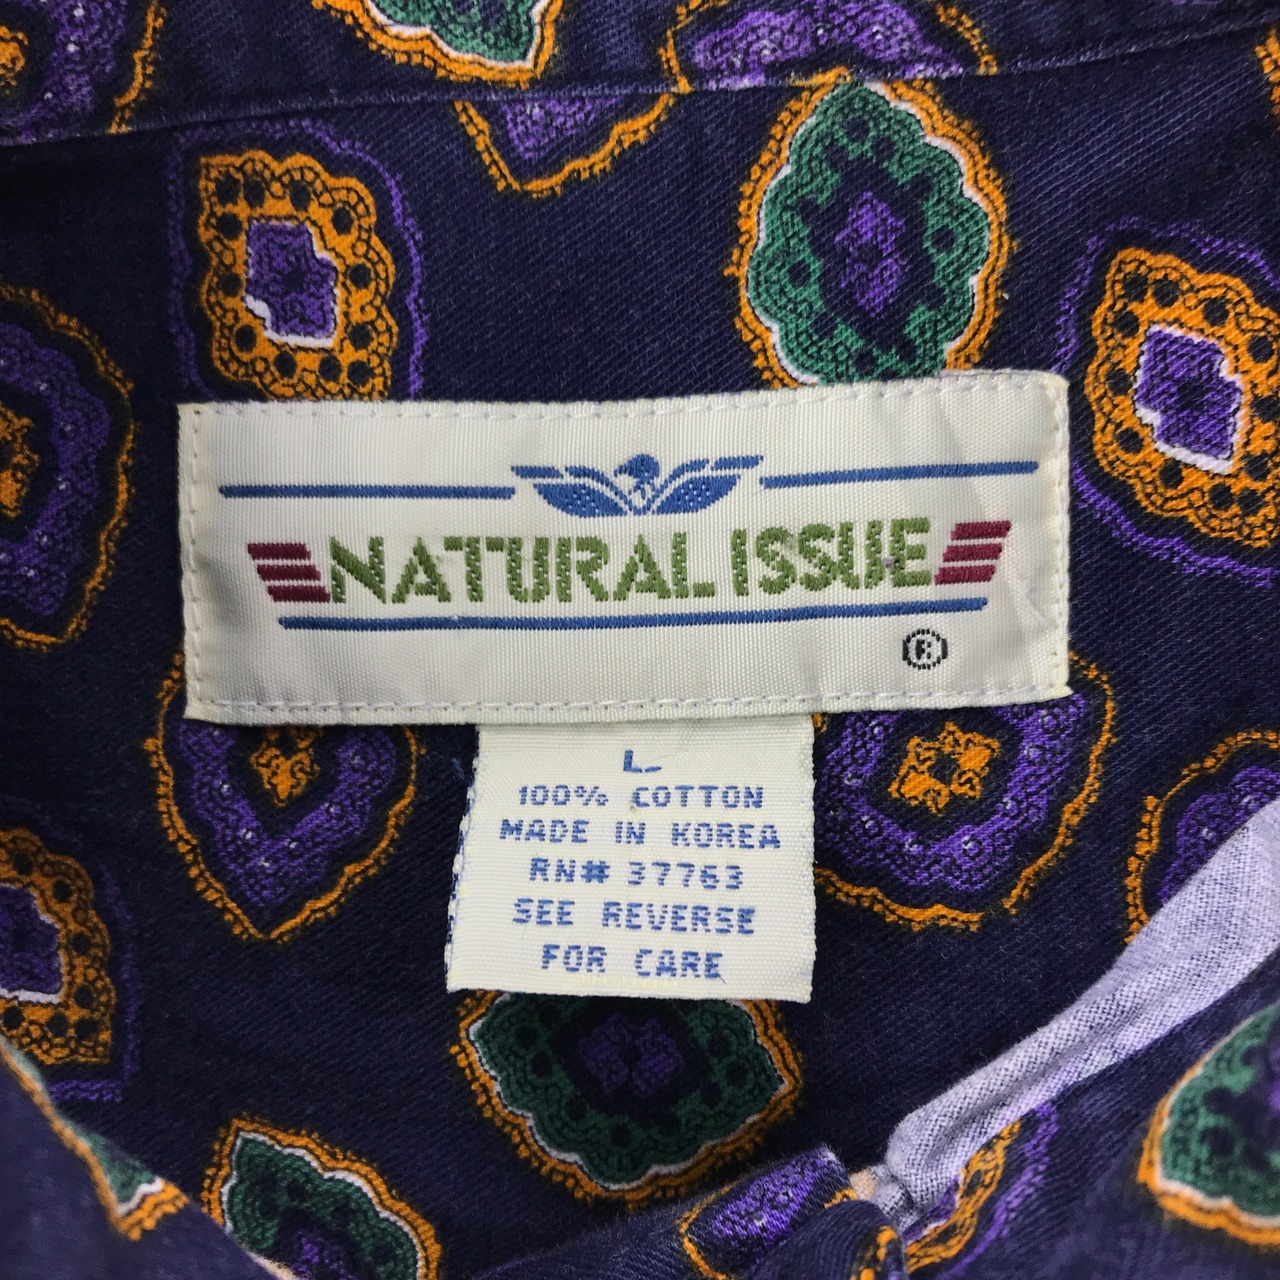 NATURAL ISSUE
®
L
100% COTTON
MADE IN KOREA
RN# 37763
SEE REVERSE
FOR CARE